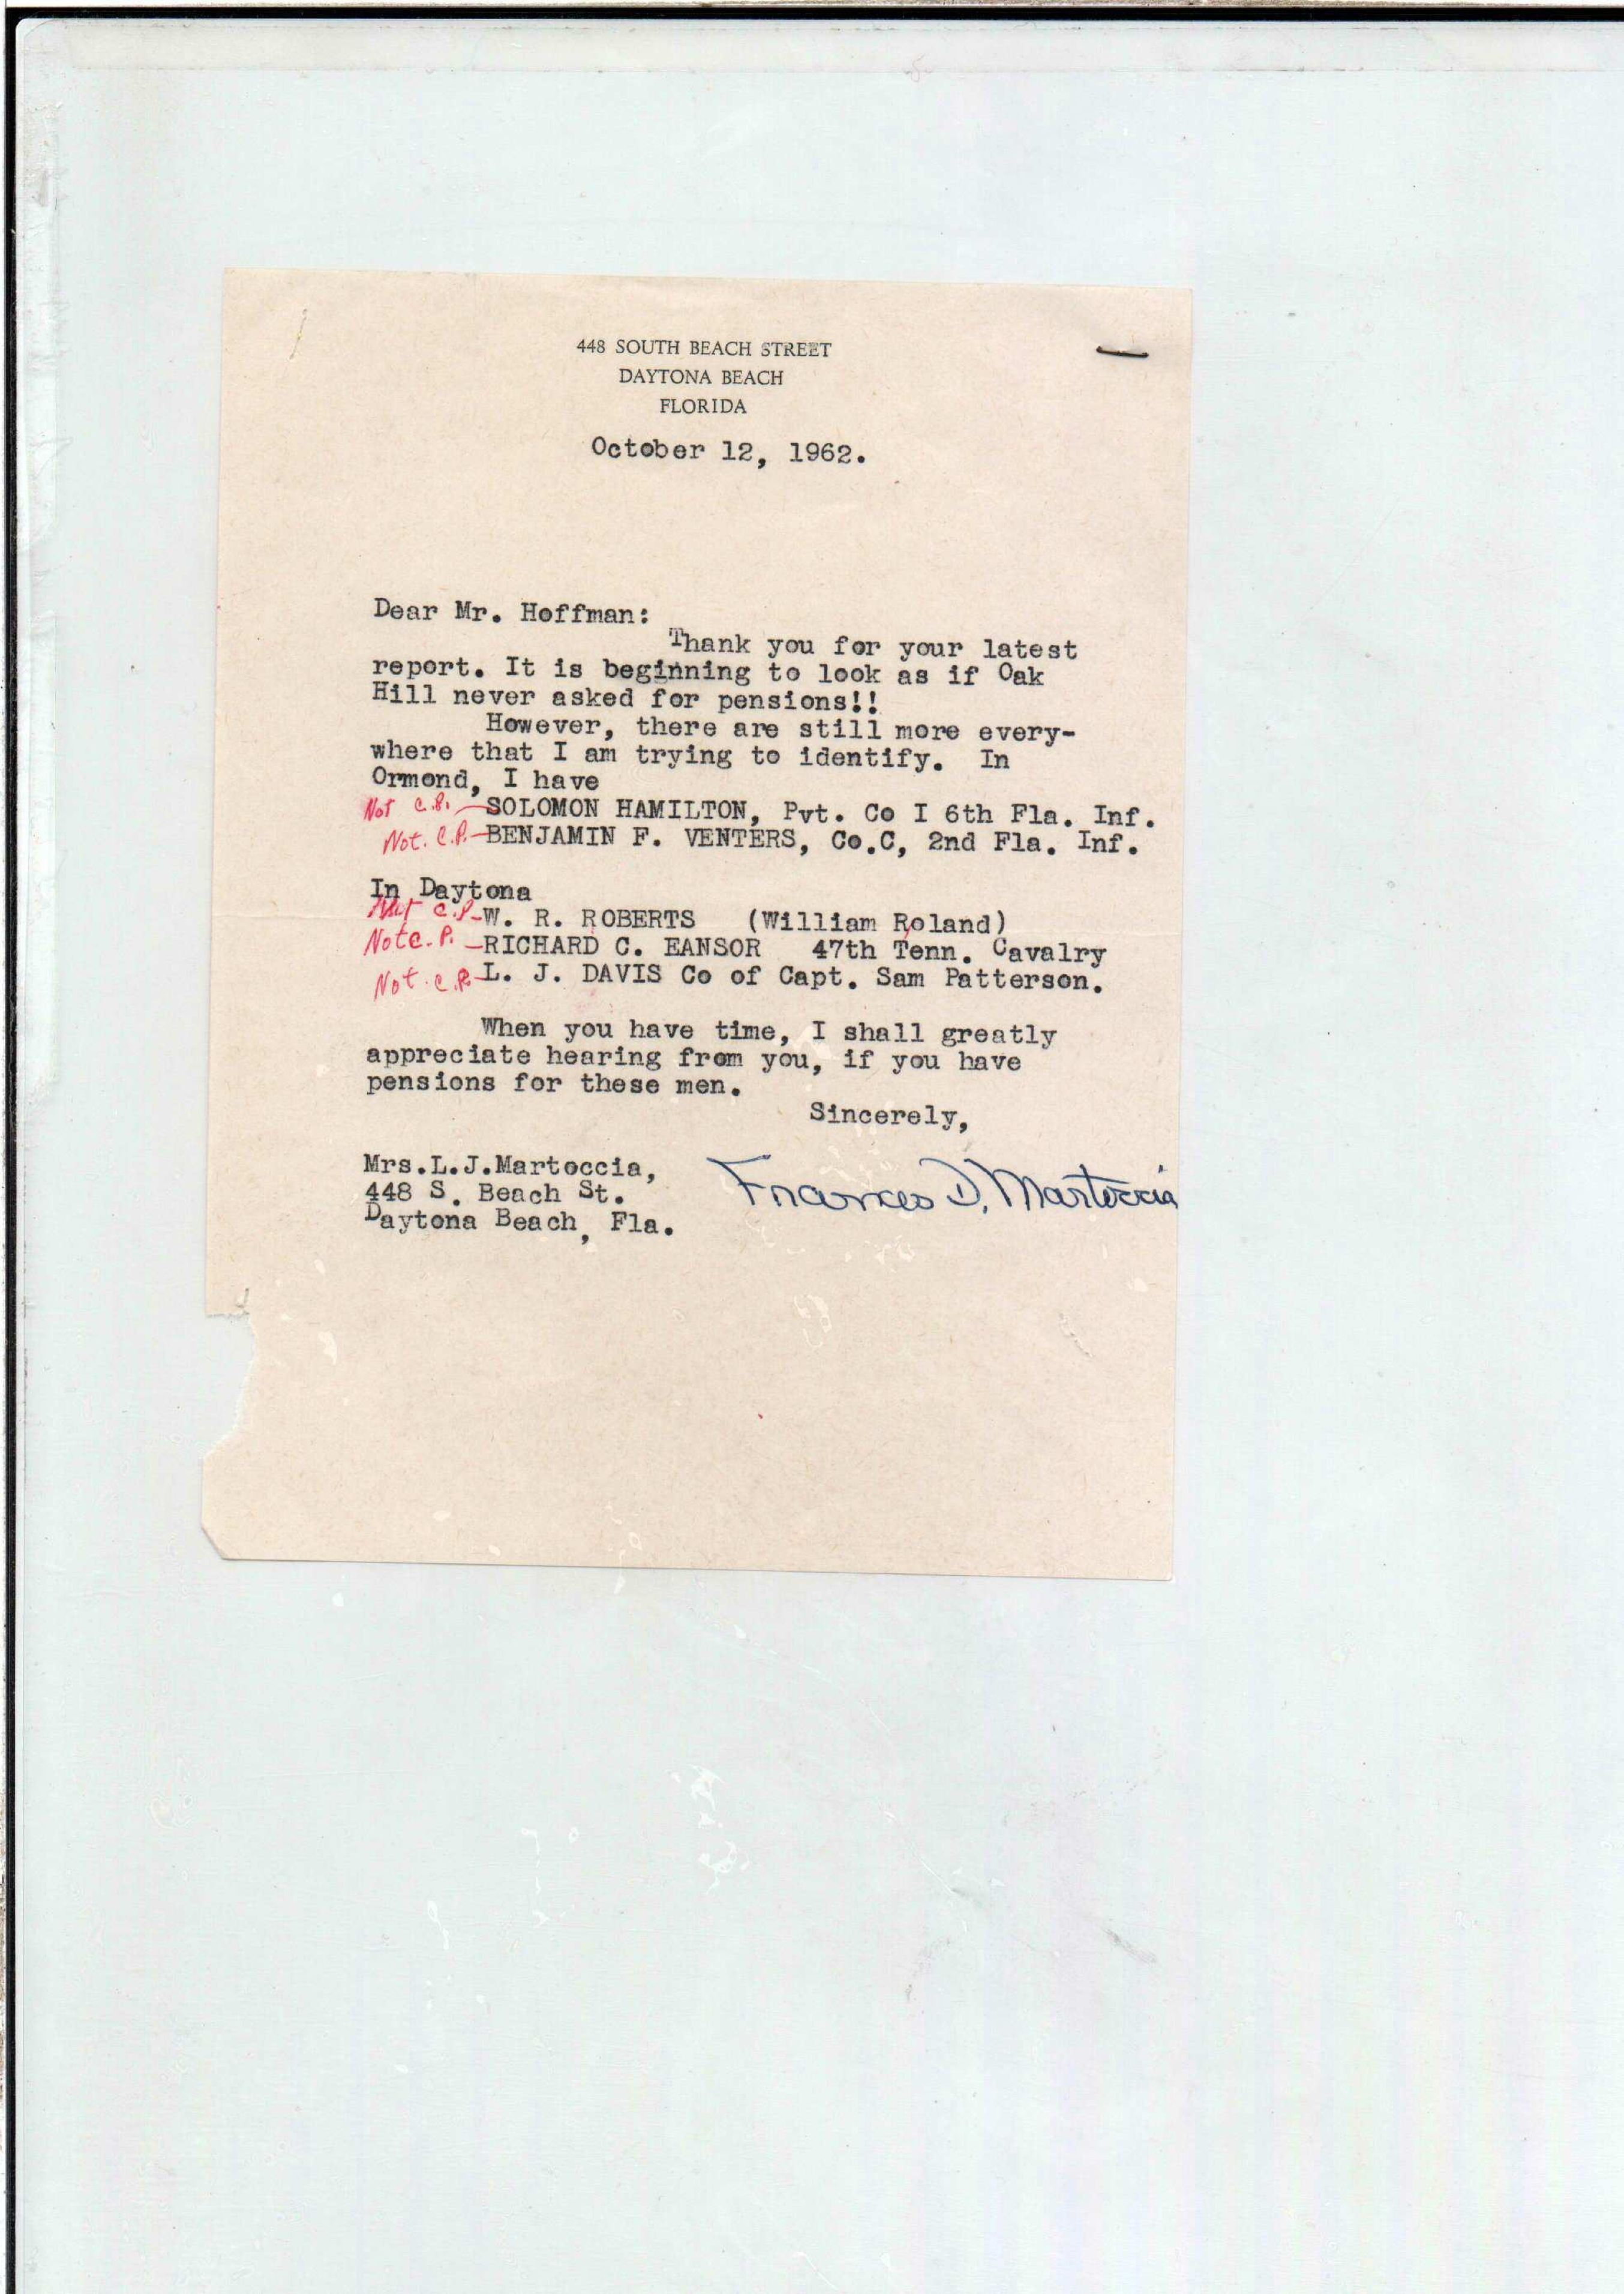 448 SOUTH BEACH STREET
DAYTONA BEACH
FLORIDA
October 12, 1962.
Dear Mr. Hoffman:
Thank you for your latest
report. It is beginning to look as if Oak
Hill never asked for pensions!!
However, there are still more every-
where that I am trying to identify. In
Ormond, I have
Not C.P. —SOLOMON HAMILTON, Pvt. Co I 6th Fla. Inf.
Not. C.P.—BENJAMIN F. VENTERS, Co.C, 2nd Fla. Inf.
In Daytona
Not C.P—W. R. ROBERTS (William Roland)
Not C. P. —RICHARD C. EANSOR 47th Tenn. Cavalry
Not. C.P.—L. J. DAVIS Co of Capt. Sam Patterson.
When you have time, I shall greatly
appreciate hearing from you, if you have
pensions for these men.
Sincerely,
Mrs.L.J.Martoccia,
Frances D. Martoccia
448 S. Beach St.
Daytona Beach, Fla.